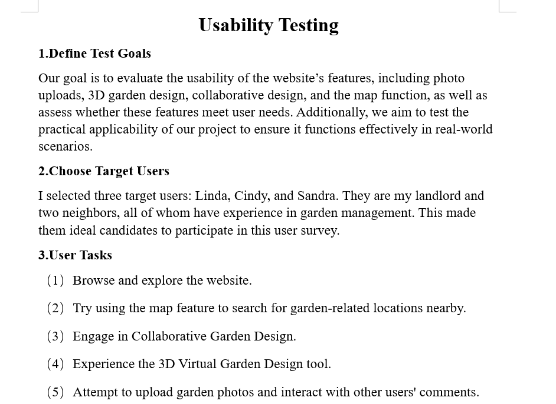 Usability Testing
1.Define Test Goals
Our goal is to evaluate the usability of the website’s features, including photo
uploads, 3D garden design, collaborative design, and the map function, as well as
assess whether these features meet user needs. Additionally, we aim to test the
practical applicability of our project to ensure it functions effectively in real-world
scenarios.
2.Choose Target Users
I selected three target users: Linda, Cindy, and Sandra. They are my landlord and
two neighbors, all of whom have experience in garden management. This made
them ideal candidates to participate in this user survey.
3.User Tasks
(1) Browse and explore the website.
(2) Try using the map feature to search for garden-related locations nearby.
(3) Engage in Collaborative Garden Design.
(4) Experience the 3D Virtual Garden Design tool.
(5) Attempt to upload garden photos and interact with other users' comments.